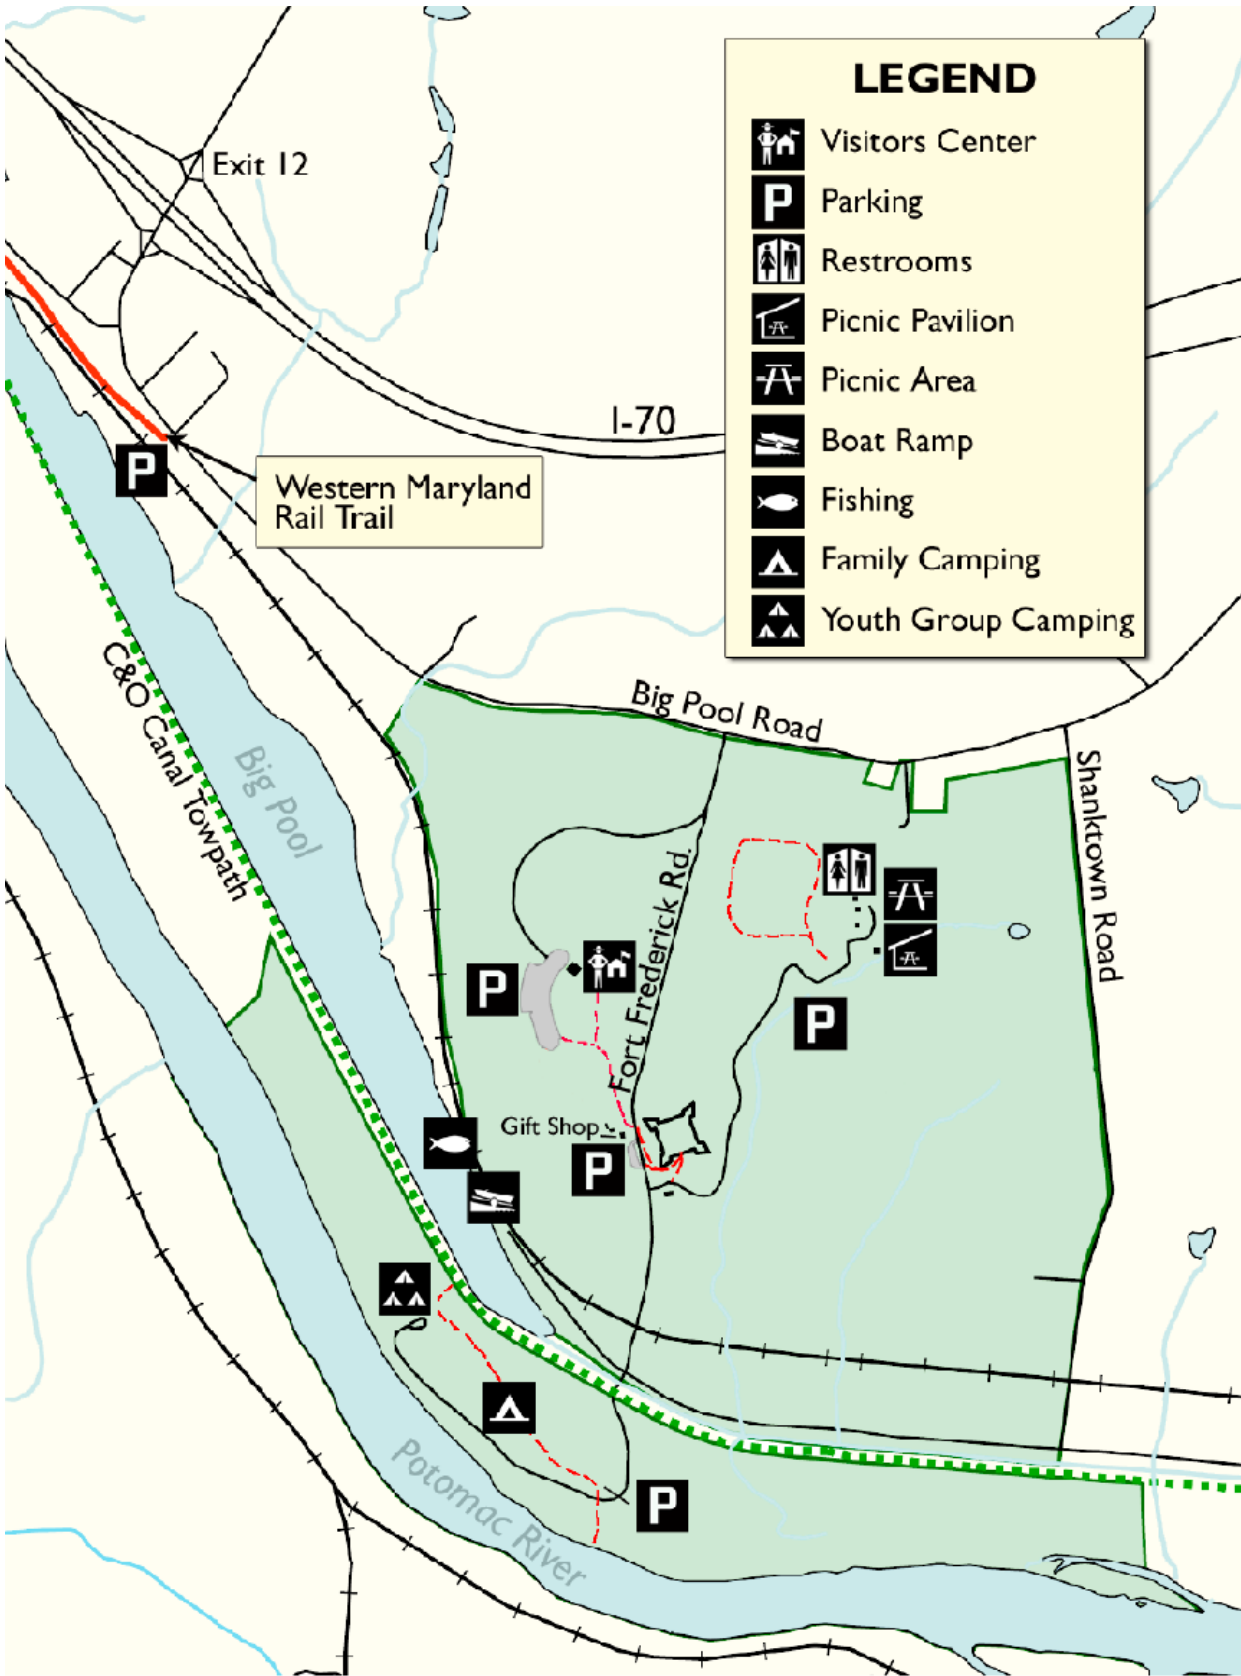 LEGEND
Visitors Center
P Parking
Restrooms
Picnic Pavilion
Picnic Area
Boat Ramp
Fishing
Family Camping
Youth Group Camping
Exit 12
I-70
P
Western Maryland
Rail Trail
C&O Canal Towpath
Big Pool
Big Pool Road
Shanktown Road
Fort Frederick Rd.
P
P
Gift Shop
P
P
Potomac River